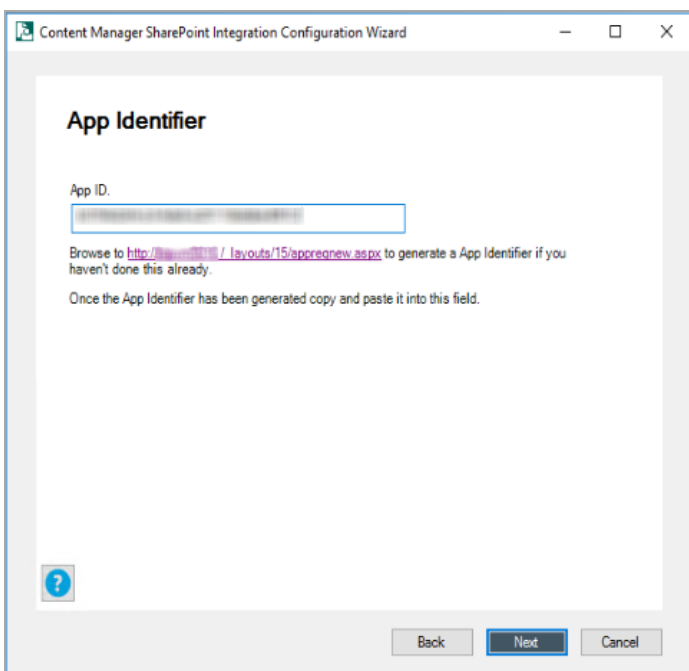 Content Manager SharePoint Integration Configuration Wizard
App Identifier
App ID.
Browse to http:// /_layouts/15/appregnew.aspx to generate a App Identifier if you
haven't done this already.
Once the App Identifier has been generated copy and paste it into this field.
?
Back Next Cancel